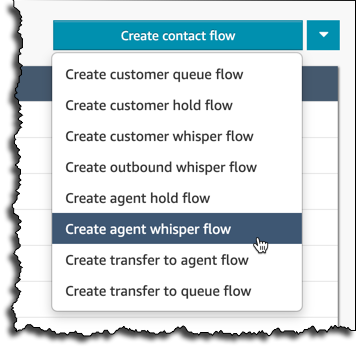 Create contact flow
Create customer queue flow
Create customer hold flow
Create customer whisper flow
Create outbound whisper flow
Create agent hold flow
Create agent whisper flow
Create transfer to agent flow
Create transfer to queue flow